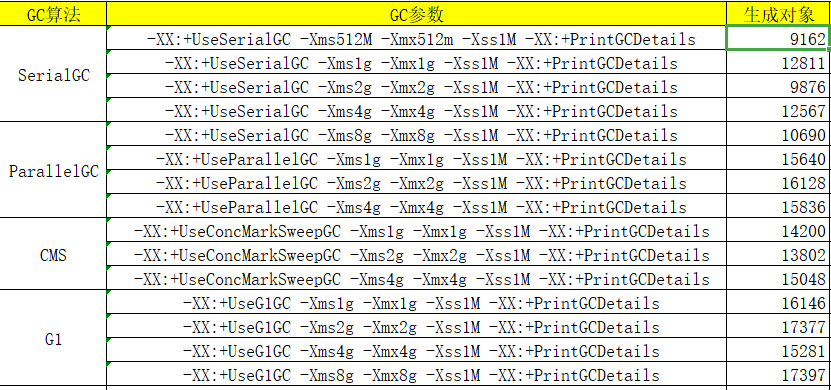 GC算法 GC参数 生成对象
SerialGC
-XX:+UseSerialGC -Xms512M -Xmx512m -Xss1M -XX:+PrintGCDetails 9162
-XX:+UseSerialGC -Xms1g -Xmx1g -Xss1M -XX:+PrintGCDetails 12811
-XX:+UseSerialGC -Xms2g -Xmx2g -Xss1M -XX:+PrintGCDetails 9876
-XX:+UseSerialGC -Xms4g -Xmx4g -Xss1M -XX:+PrintGCDetails 12567
ParallelGC
-XX:+UseSerialGC -Xms8g -Xmx8g -Xss1M -XX:+PrintGCDetails 10690
-XX:+UseParallelGC -Xms1g -Xmx1g -Xss1M -XX:+PrintGCDetails 15640
-XX:+UseParallelGC -Xms2g -Xmx2g -Xss1M -XX:+PrintGCDetails 16128
-XX:+UseParallelGC -Xms4g -Xmx4g -Xss1M -XX:+PrintGCDetails 15836
CMS
-XX:+UseConcMarkSweepGC -Xms1g -Xmx1g -Xss1M -XX:+PrintGCDetails 14200
-XX:+UseConcMarkSweepGC -Xms2g -Xmx2g -Xss1M -XX:+PrintGCDetails 13802
-XX:+UseConcMarkSweepGC -Xms4g -Xmx4g -Xss1M -XX:+PrintGCDetails 15048
G1
-XX:+UseG1GC -Xms1g -Xmx1g -Xss1M -XX:+PrintGCDetails 16146
-XX:+UseG1GC -Xms2g -Xmx2g -Xss1M -XX:+PrintGCDetails 17377
-XX:+UseG1GC -Xms4g -Xmx4g -Xss1M -XX:+PrintGCDetails 15281
-XX:+UseG1GC -Xms8g -Xmx8g -Xss1M -XX:+PrintGCDetails 17397